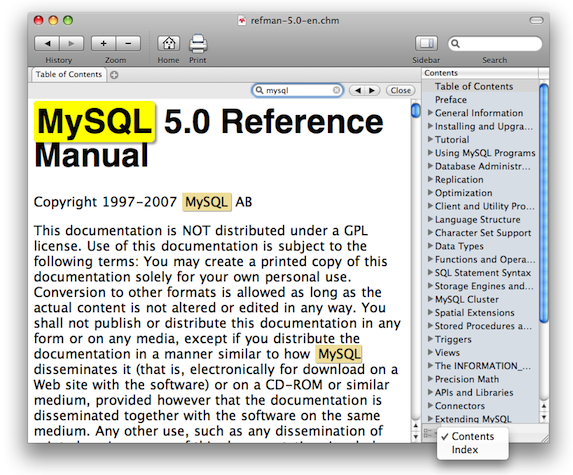 refman-5.0-en.chm
History
Zoom
Home
Print
Sidebar
Search
Table of Contents
mysql
Close
MySQL 5.0 Reference
Manual
Copyright 1997-2007 MySQL AB
This documentation is NOT distributed under a GPL
license. Use of this documentation is subject to the
following terms: You may create a printed copy of this
documentation solely for your own personal use.
Conversion to other formats is allowed as long as the
actual content is not altered or edited in any way. You
shall not publish or distribute this documentation in any
form or on any media, except if you distribute the
documentation in a manner similar to how MySQL
disseminates it (that is, electronically for download on a
Web site with the software) or on a CD-ROM or similar
medium, provided however that the documentation is
disseminated together with the software on the same
medium. Any other use, such as any dissemination of
Contents
Table of Contents
Preface
General Information
Installing and Upgra...
Tutorial
Using MySQL Programs
Database Administr...
Replication
Optimization
Client and Utility Pro...
Language Structure
Character Set Support
Data Types
Functions and Opera...
SQL Statement Syntax
Storage Engines and...
MySQL Cluster
Spatial Extensions
Stored Procedures a...
Triggers
Views
The INFORMATION_...
Precision Math
APIs and Libraries
Connectors
Extending MySQL
✓ Contents
Index